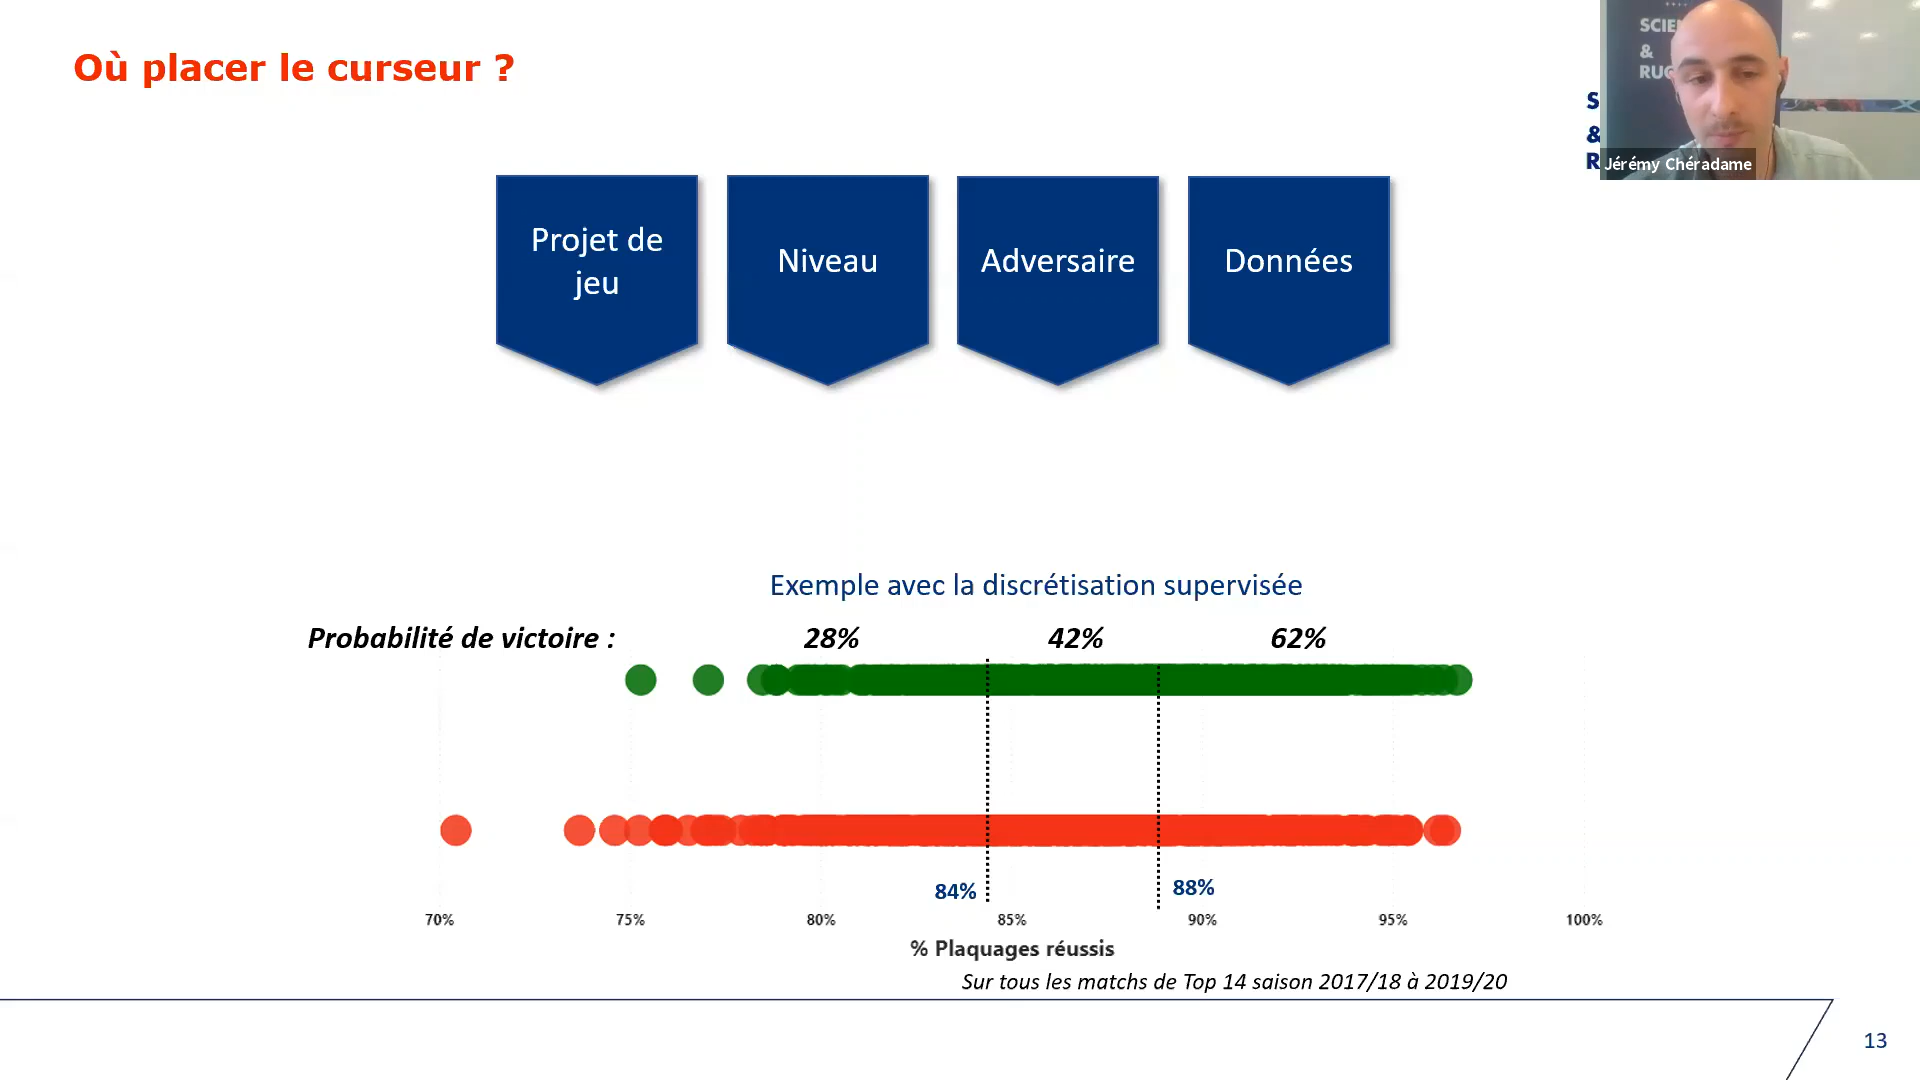 Où placer le curseur ?
SCIE
&
RUG
S
&
R
Jérémy Chéradame
Projet de
jeu
Niveau
Adversaire
Données
Exemple avec la discrétisation supervisée
Probabilité de victoire : 28% 42% 62%
84% 88%
70% 75% 80% 85% 90% 95% 100%
% Plaquages réussis
Sur tous les matchs de Top 14 saison 2017/18 à 2019/20
13